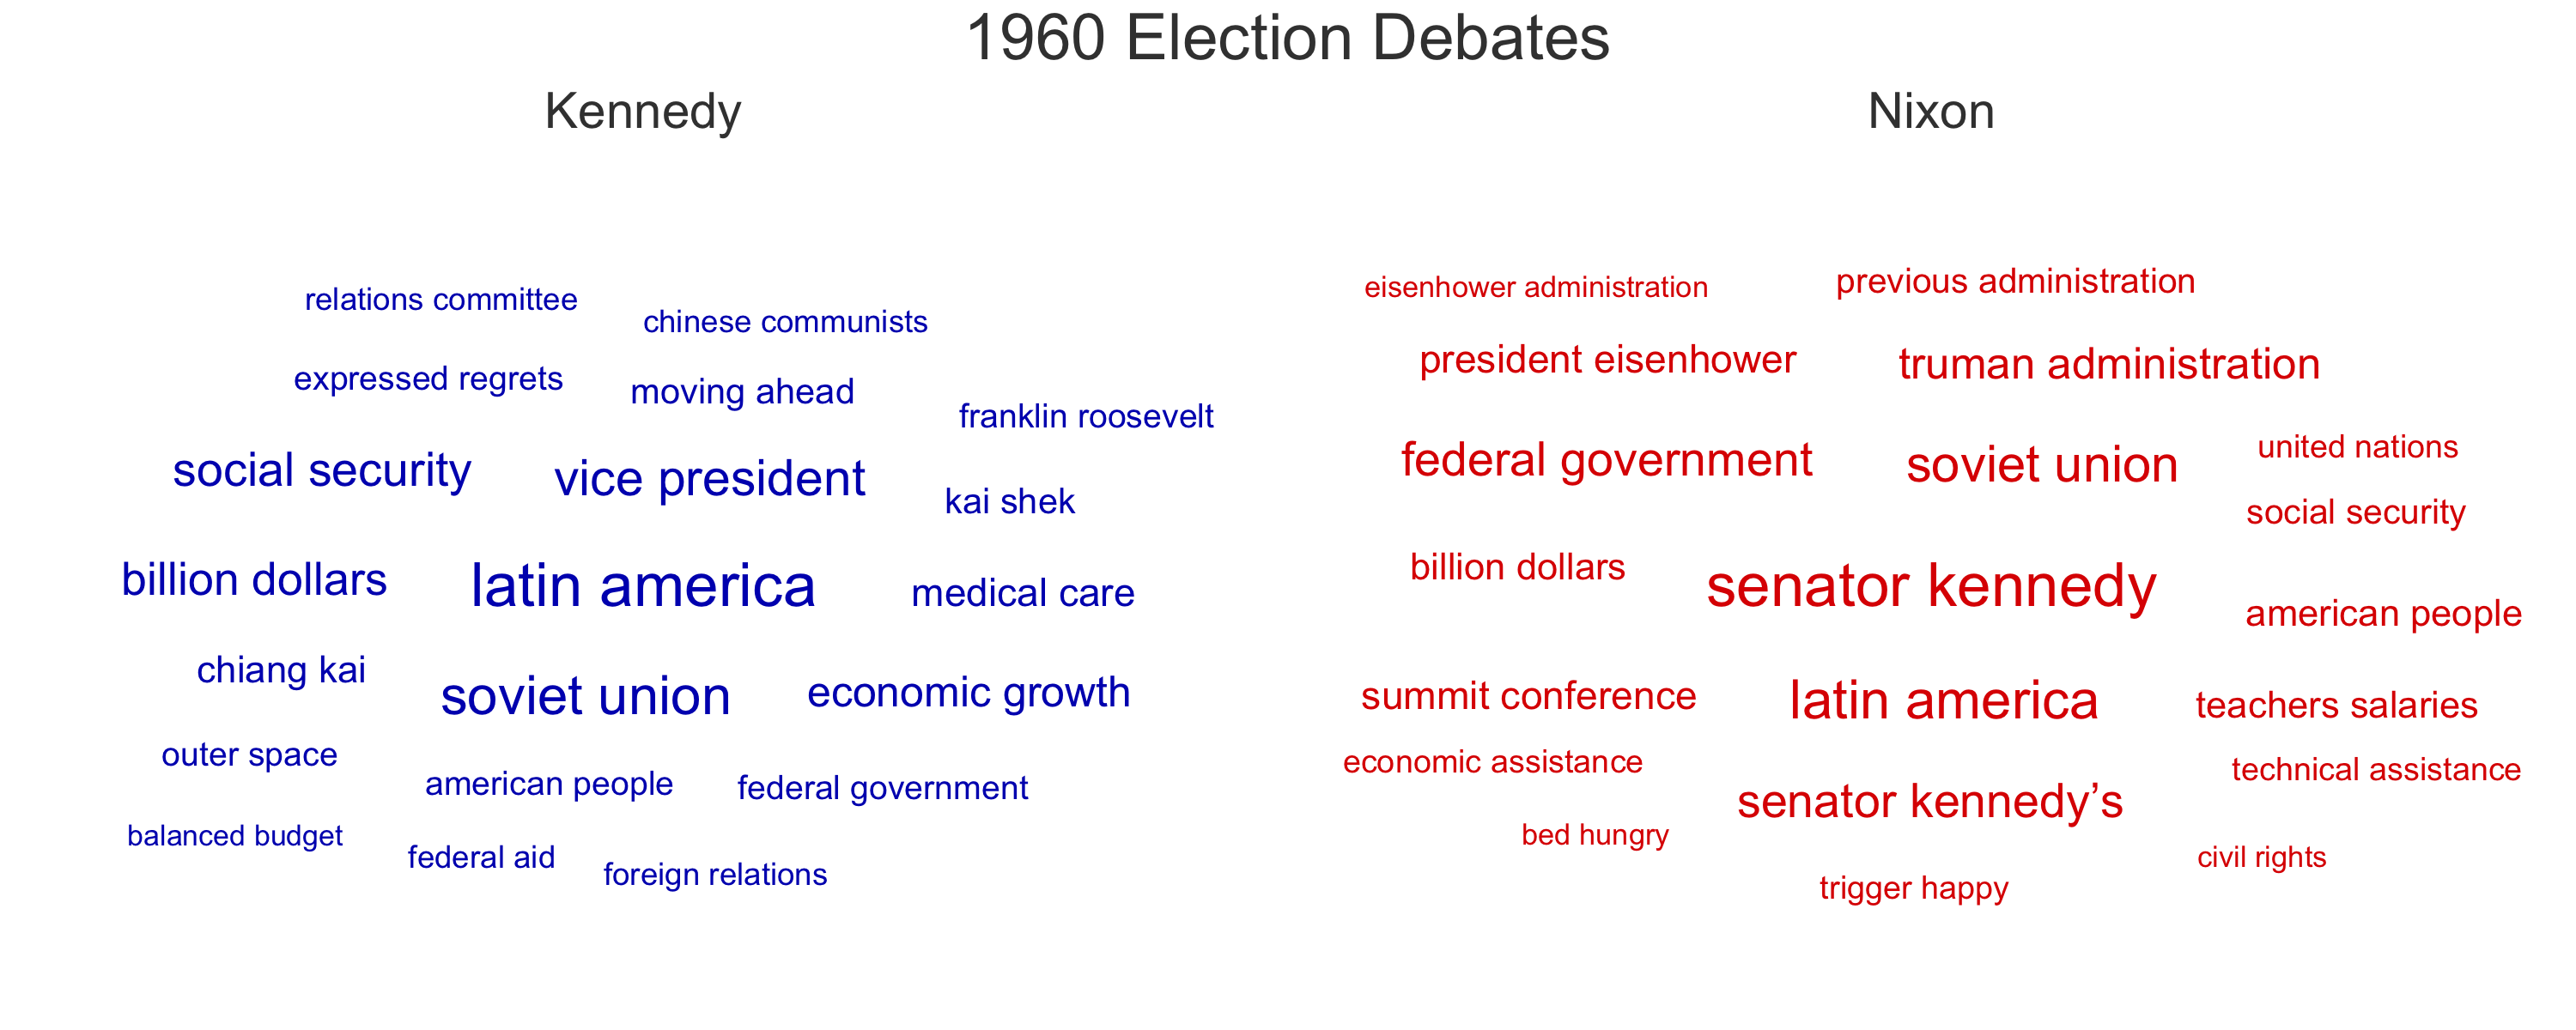 1960 Election Debates
Kennedy
relations committee
chinese communists
expressed regrets
moving ahead
franklin roosevelt
social security
vice president
kai shek
billion dollars
latin america
medical care
chiang kai
soviet union
economic growth
outer space
american people
federal government
balanced budget
federal aid
foreign relations
Nixon
eisenhower administration
previous administration
president eisenhower
truman administration
federal government
soviet union
united nations
social security
billion dollars
senator kennedy
american people
summit conference
latin america
teachers salaries
economic assistance
technical assistance
senator kennedy’s
bed hungry
civil rights
trigger happy